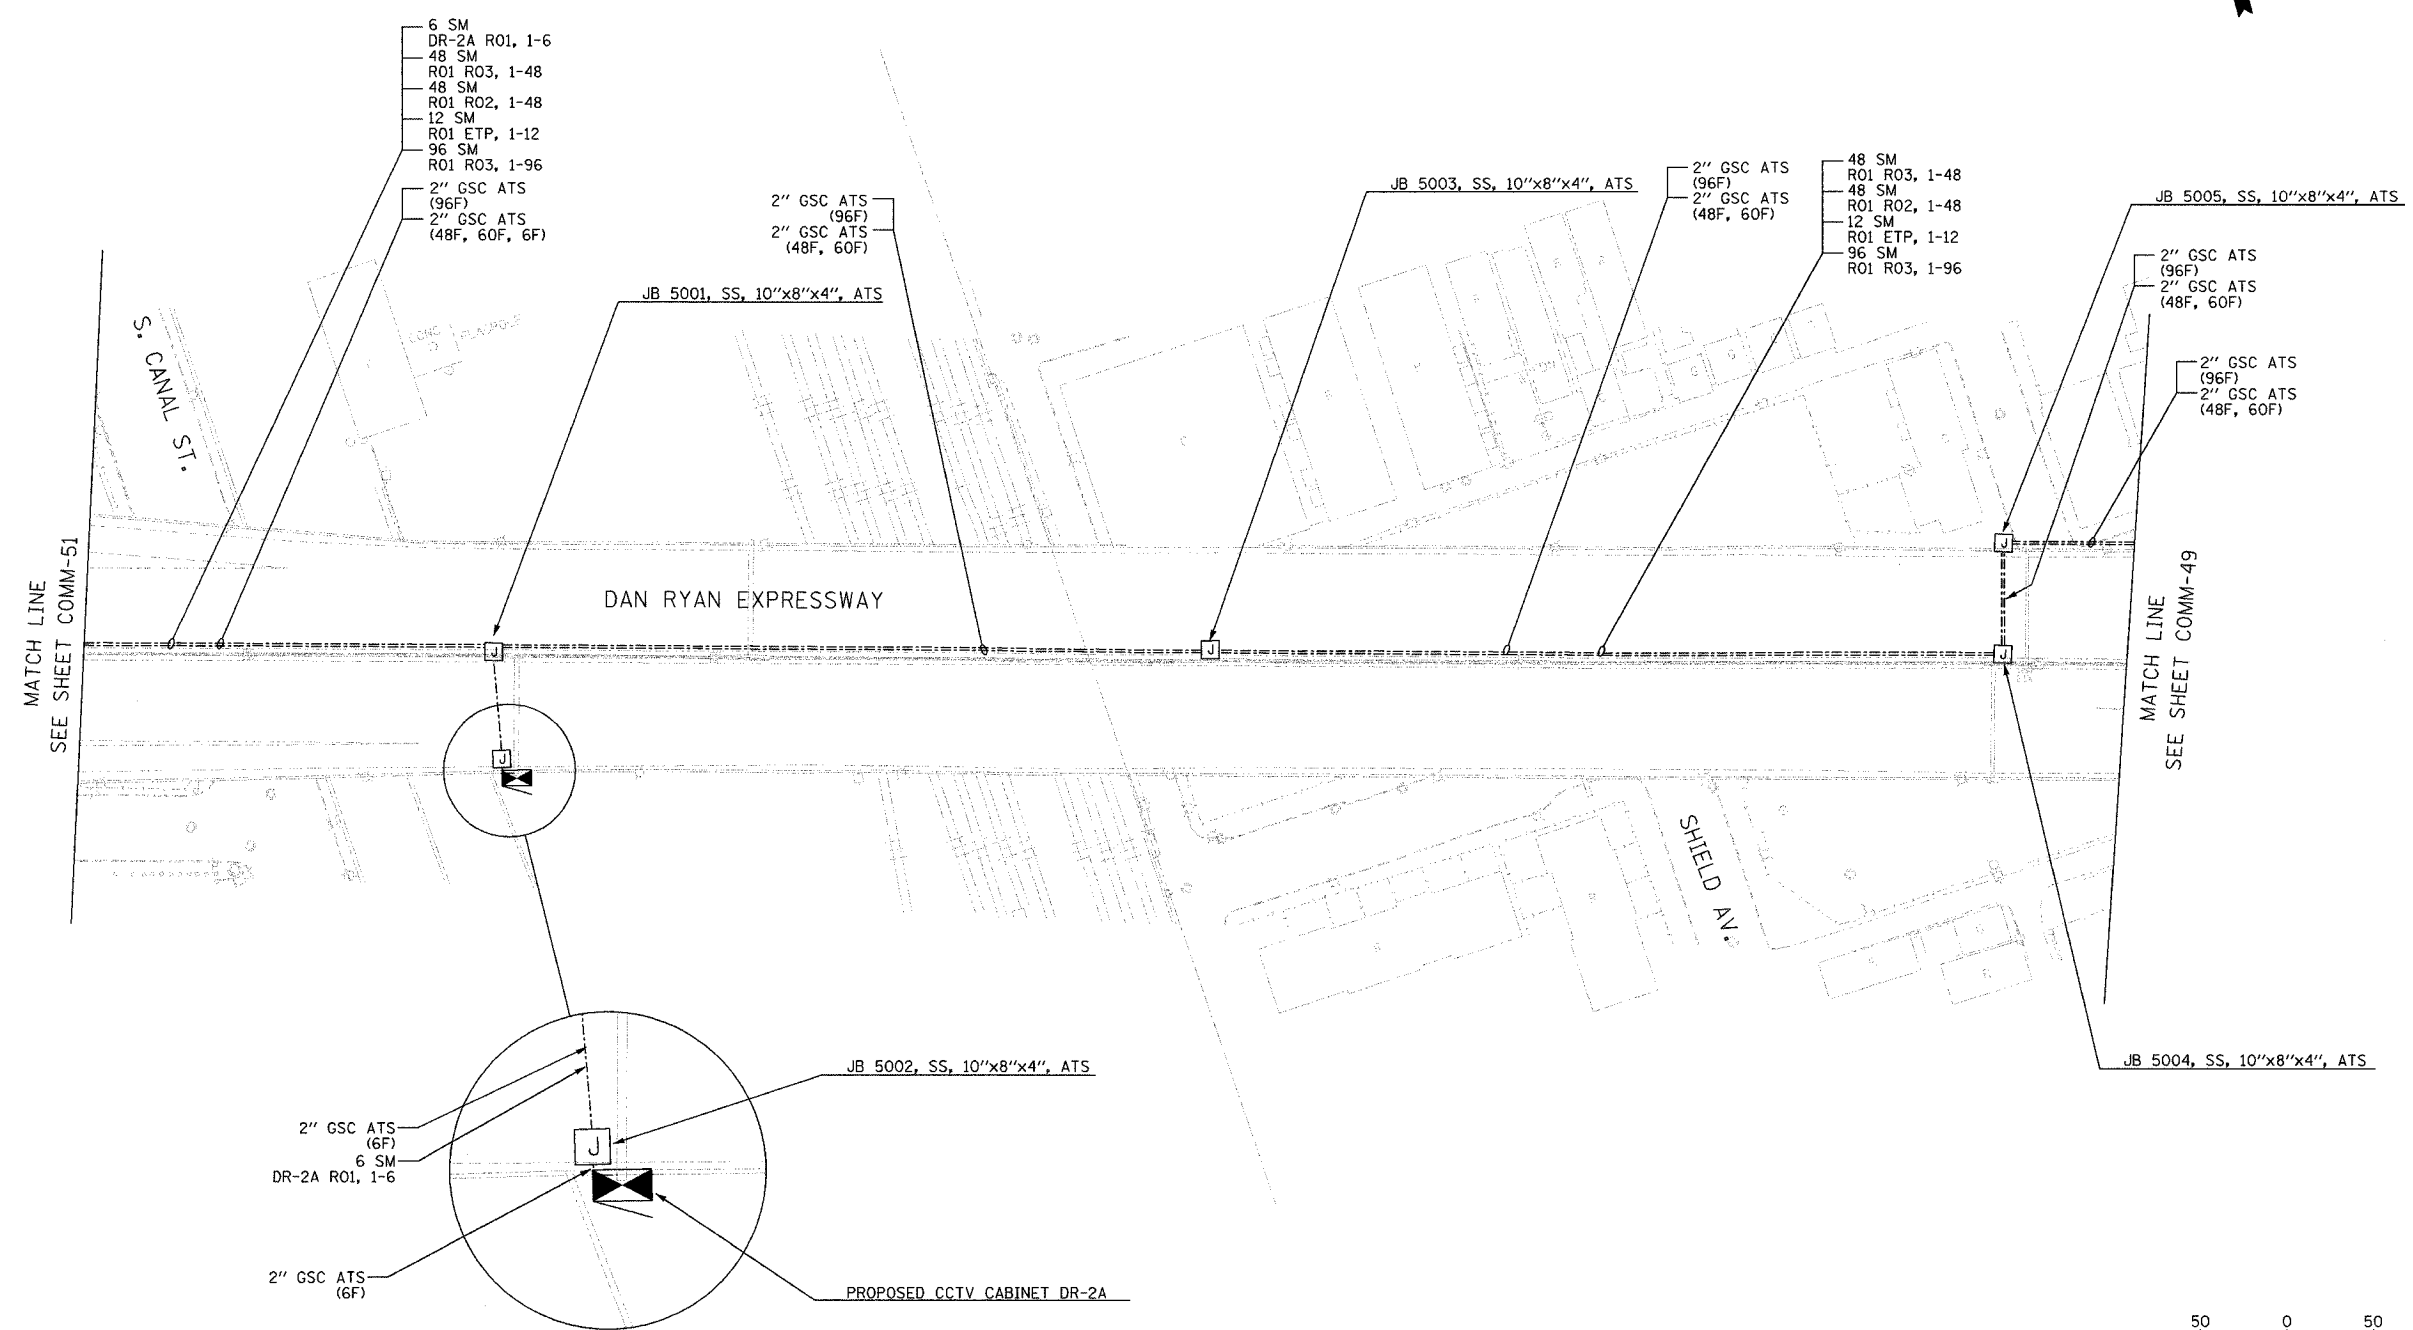 6 SM
DR-2A R01, 1-6
48 SM
R01 R03, 1-48
48 SM
R01 R02, 1-48
12 SM
R01 ETP, 1-12
96 SM
R01 R03, 1-96
2" GSC ATS
(96F)
2" GSC ATS
(48F, 60F, 6F)
2" GSC ATS
(96F)
2" GSC ATS
(48F, 60F)
JB 5001, SS, 10"x8"x4", ATS
JB 5003, SS, 10"x8"x4", ATS
2" GSC ATS
(96F)
2" GSC ATS
(48F, 60F)
48 SM
R01 R03, 1-48
48 SM
R01 R02, 1-48
12 SM
R01 ETP, 1-12
96 SM
R01 R03, 1-96
JB 5005, SS, 10"x8"x4", ATS
2" GSC ATS
(96F)
2" GSC ATS
(48F, 60F)
2" GSC ATS
(96F)
2" GSC ATS
(48F, 60F)
S. CANAL ST.
MATCH LINE
SEE SHEET COMM-51
DAN RYAN EXPRESSWAY
J
J
J
J
J
MATCH LINE
SEE SHEET COMM-49
SHIELD AV.
JB 5004, SS, 10"x8"x4", ATS
JB 5002, SS, 10"x8"x4", ATS
2" GSC ATS
(6F)
6 SM
DR-2A R01, 1-6
J
2" GSC ATS
(6F)
PROPOSED CCTV CABINET DR-2A
50 0 50